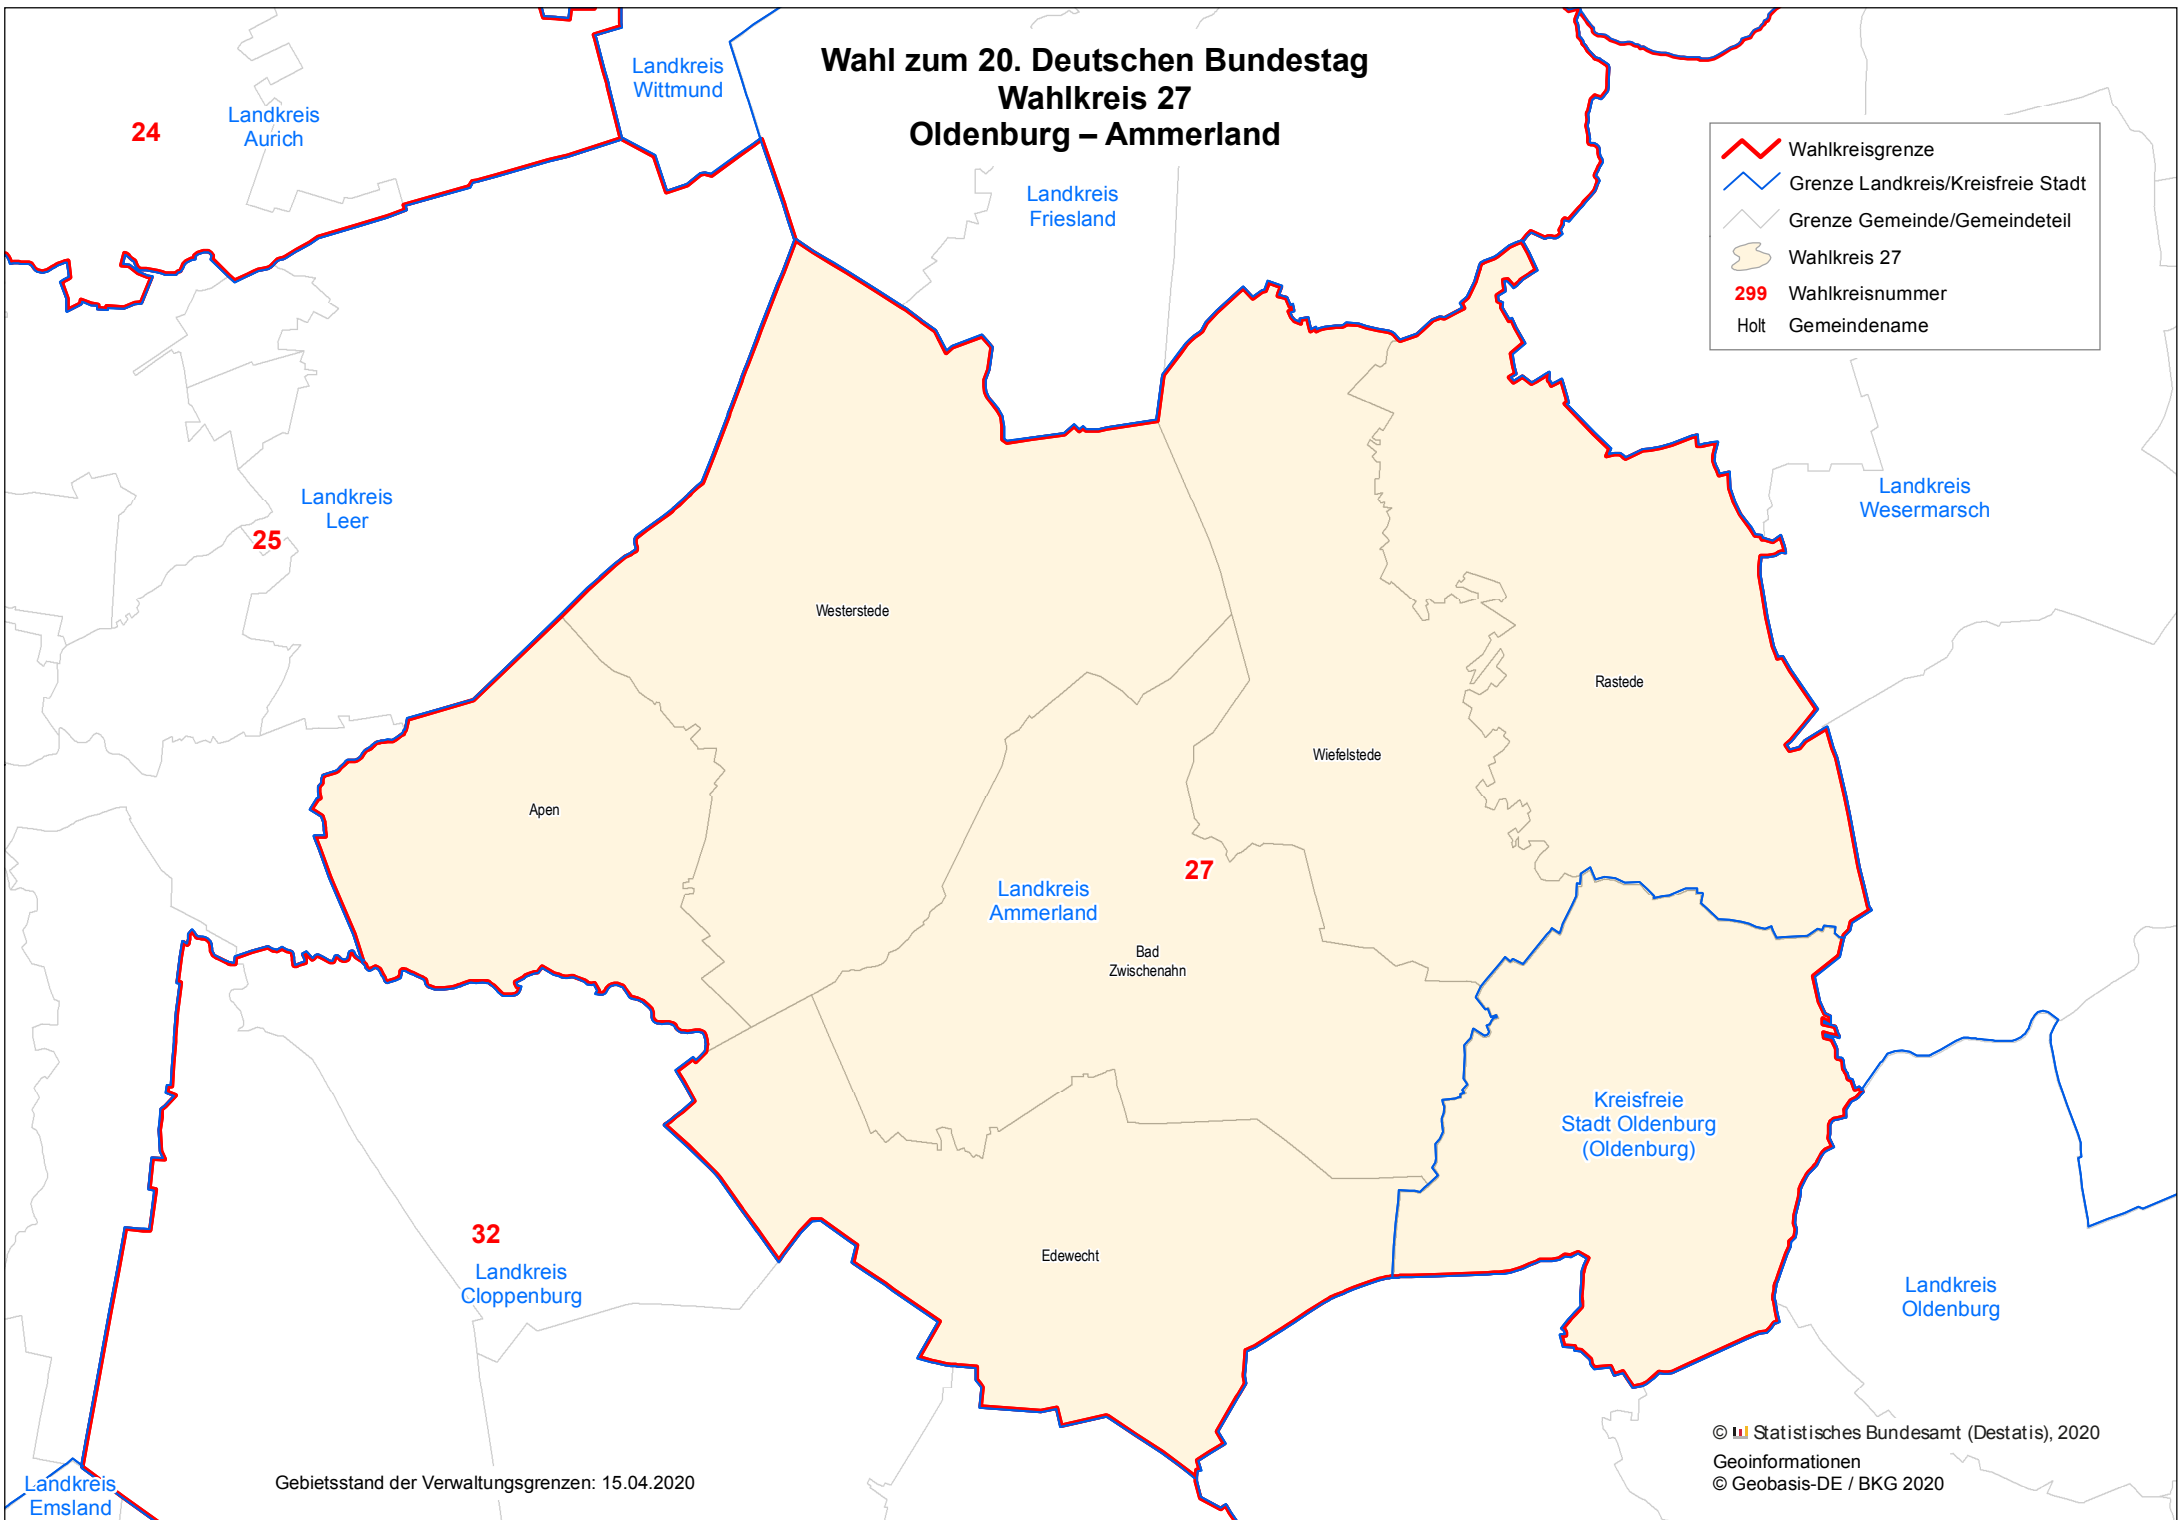 Wahl zum 20. Deutschen Bundestag
Wahlkreis 27
Oldenburg – Ammerland
Landkreis
Wittmund
24
Landkreis
Aurich
Landkreis
Friesland
Wahlkreisgrenze
Grenze Landkreis/Kreisfreie Stadt
Grenze Gemeinde/Gemeindeteil
Wahlkreis 27
299 Wahlkreisnummer
Holt Gemeindename
Landkreis
Leer
25
Landkreis
Wesermarsch
Westerstede
Rastede
Wiefelstede
Apen
27
Landkreis
Ammerland
Bad
Zwischenahn
Kreisfreie
Stadt Oldenburg
(Oldenburg)
32
Landkreis
Cloppenburg
Edewecht
Landkreis
Oldenburg
Landkreis
Emsland
Gebietsstand der Verwaltungsgrenzen: 15.04.2020
© Statistisches Bundesamt (Destatis), 2020
Geoinformationen
© Geobasis-DE / BKG 2020